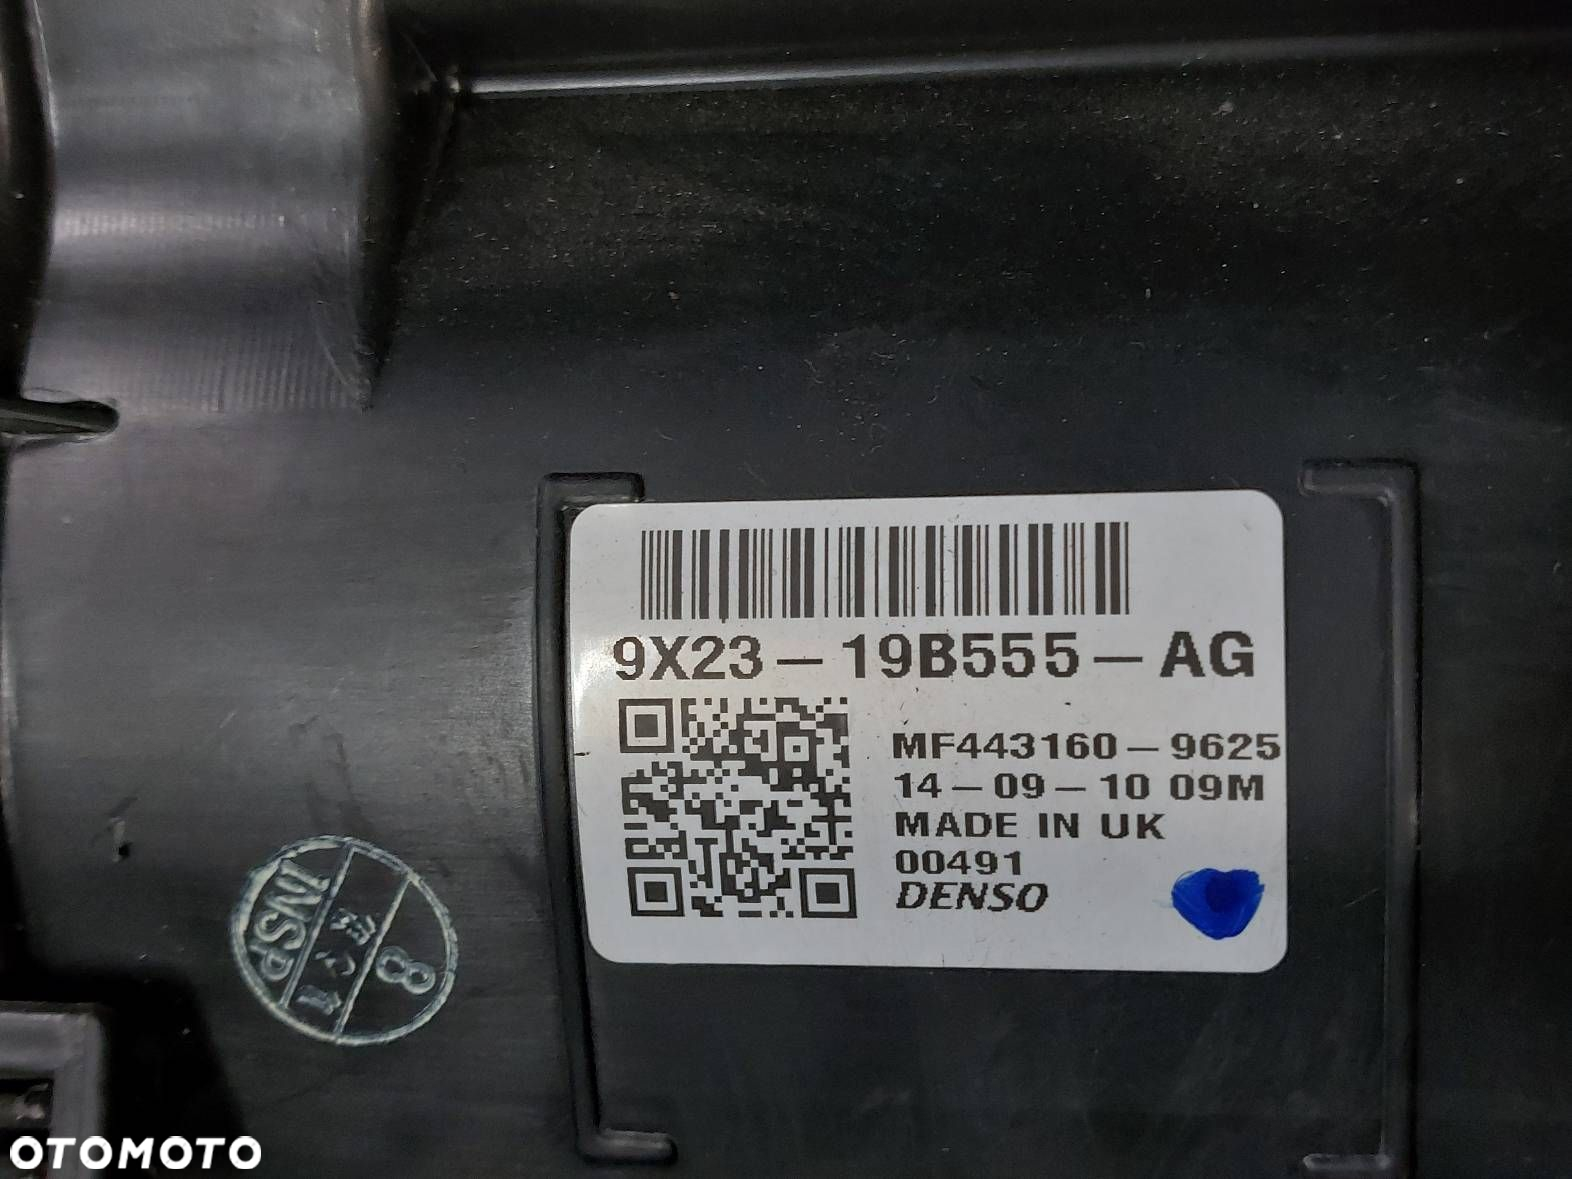 9X23-19B555-AG
MF443160-9625
14-09-10 09M
MADE IN UK
00491
DENSO
INSP
8
OTOMOTO